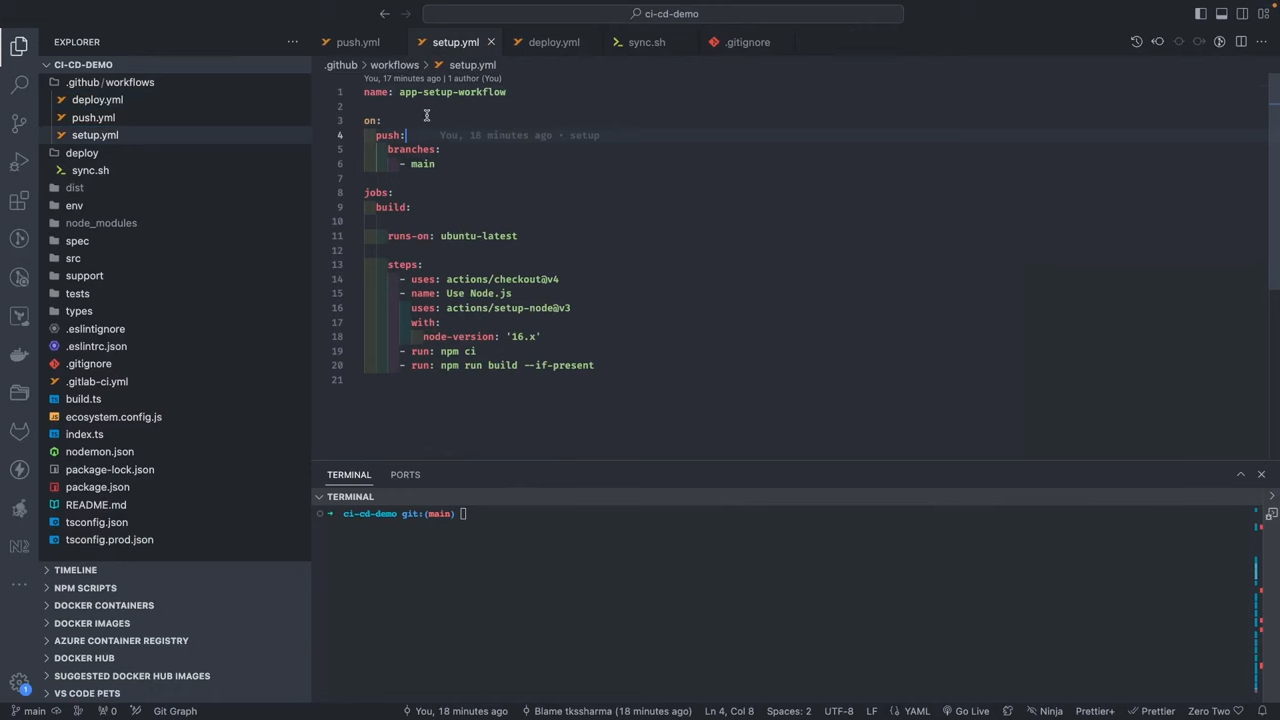 ci-cd-demo
EXPLORER
push.yml
setup.yml
deploy.yml
sync.sh
.gitignore
CI-CD-DEMO
.github / workflows
deploy.yml
push.yml
setup.yml
deploy
sync.sh
dist
env
node_modules
spec
src
support
tests
types
.eslintignore
.eslintrc.json
.gitignore
.gitlab-ci.yml
build.ts
ecosystem.config.js
index.ts
nodemon.json
package-lock.json
package.json
README.md
tsconfig.json
tsconfig.prod.json
TIMELINE
NPM SCRIPTS
DOCKER CONTAINERS
DOCKER IMAGES
AZURE CONTAINER REGISTRY
DOCKER HUB
SUGGESTED DOCKER HUB IMAGES
VS CODE PETS
.github > workflows > setup.yml
You, 17 minutes ago | 1 author (You)
1 name: app-setup-workflow
2
3 on:
4 push: You, 18 minutes ago • setup
5 branches:
6 - main
7
8 jobs:
9 build:
10
11 runs-on: ubuntu-latest
12
13 steps:
14 - uses: actions/checkout@v4
15 - name: Use Node.js
16 uses: actions/setup-node@v3
17 with:
18 node-version: '16.x'
19 - run: npm ci
20 - run: npm run build --if-present
21
TERMINAL PORTS
TERMINAL
ci-cd-demo git:(main)
1
main 0 Git Graph You, 18 minutes ago Blame tkssharma (18 minutes ago) Ln 4, Col 8 Spaces: 2 UTF-8 LF YAML Go Live Ninja Prettier+ Prettier Zero Two